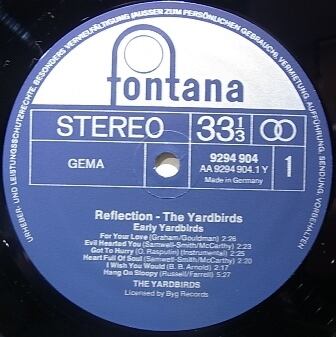 URHEBER- UND LEISTUNGSSCHUTZRECHTE, BESONDERS VERVIELFÄLTIGUNG (AUSSER ZUM PERSÖNLICHEN GEBRAUCH), VERMIETUNG, AUFFÜHRUNG, SENDUNG, VORBEHALTEN
fontana
STEREO 33 1/3
GEMA
9294 904
AA 9294 904.1 Y
Made in Germany
1
Reflection - The Yardbirds
Early Yardbirds
For Your Love (Graham/Gouldman) 2:26
Evil Hearted You (Samwell-Smith/McCarthy) 2:23
Got To Hurry (O. Rasputin) (Instrumental) 2:25
Heart Full Of Soul (Samwell-Smith/McCarthy) 2:22
I Wish You Would (B. B. Arnold) 5:27
Hang On Sloopy (Russell/Farrell) 2:17
THE YARDBIRDS
Licensed by Byg Records